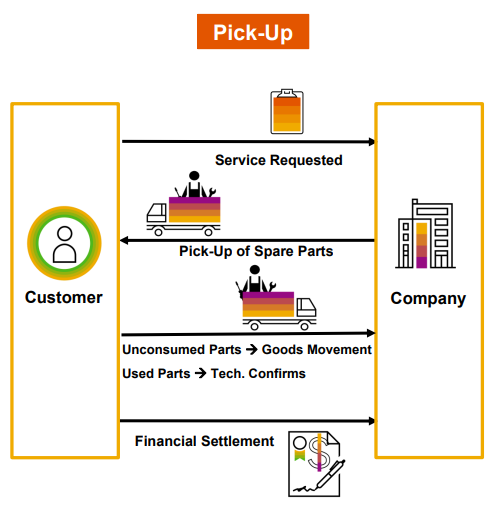 Pick-Up
Service Requested
Pick-Up of Spare Parts
Customer
Company
Unconsumed Parts → Goods Movement
Used Parts → Tech. Confirms
Financial Settlement
$